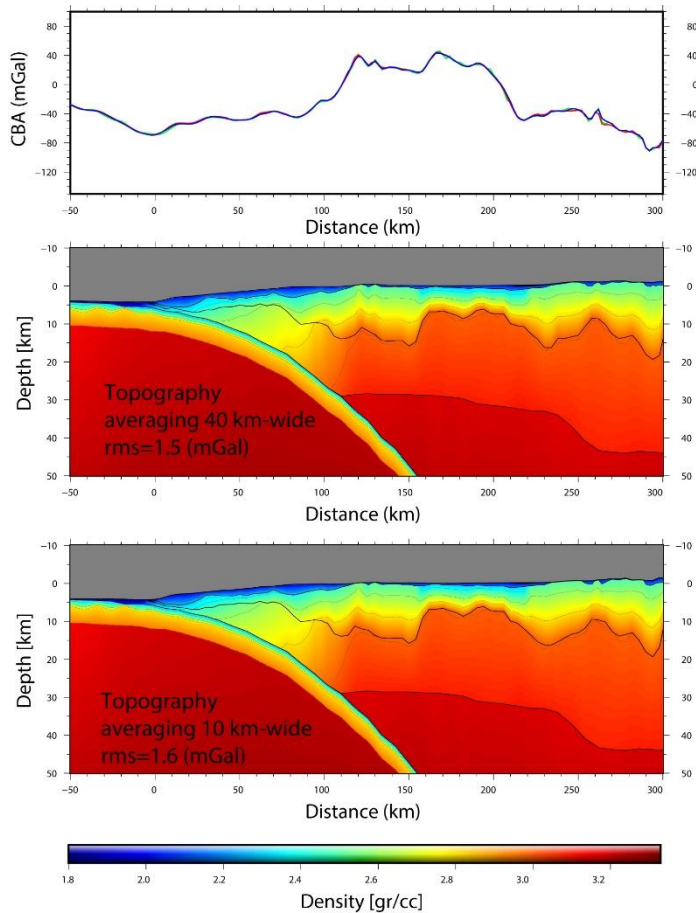 80
40
0
−40
−80
−120
CBA (mGal)
80
40
0
−40
−80
−120
−50 0 50 100 150 200 250 300
Distance (km)
−10
0
10
20
30
40
50
Depth [km]
Topography
averaging 40 km-wide
rms=1.5 (mGal)
−10
0
10
20
30
40
50
−50 0 50 100 150 200 250 300
Distance (km)
−10
0
10
20
30
40
50
Depth [km]
Topography
averaging 10 km-wide
rms=1.6 (mGal)
−10
0
10
20
30
40
50
−50 0 50 100 150 200 250 300
Distance (km)
1.8 2.0 2.2 2.4 2.6 2.8 3.0 3.2
Density [gr/cc]